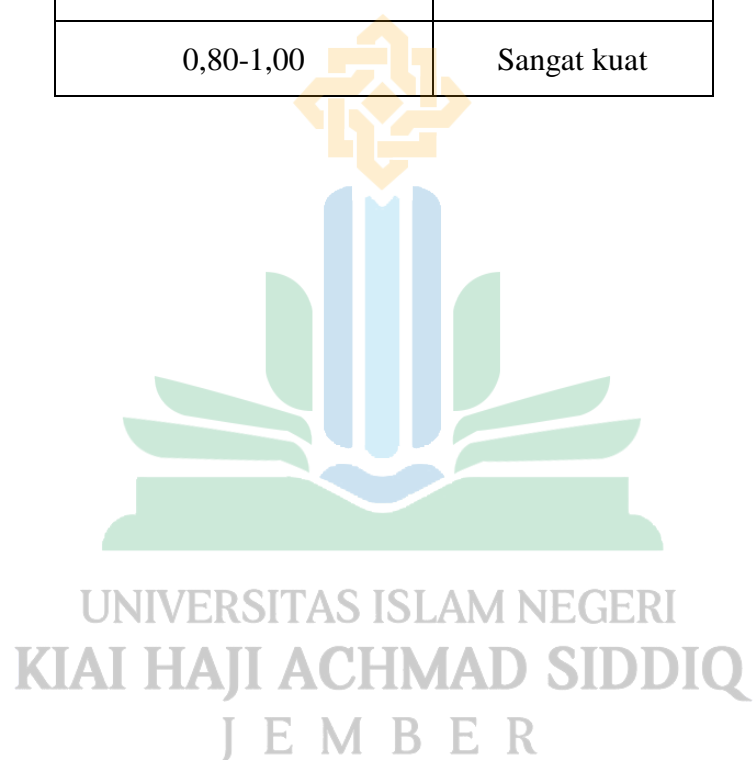 0,80-1,00 Sangat kuat
UNIVERSITAS ISLAM NEGERI
KIAI HAJI ACHMAD SIDDIQ
J E M B E R